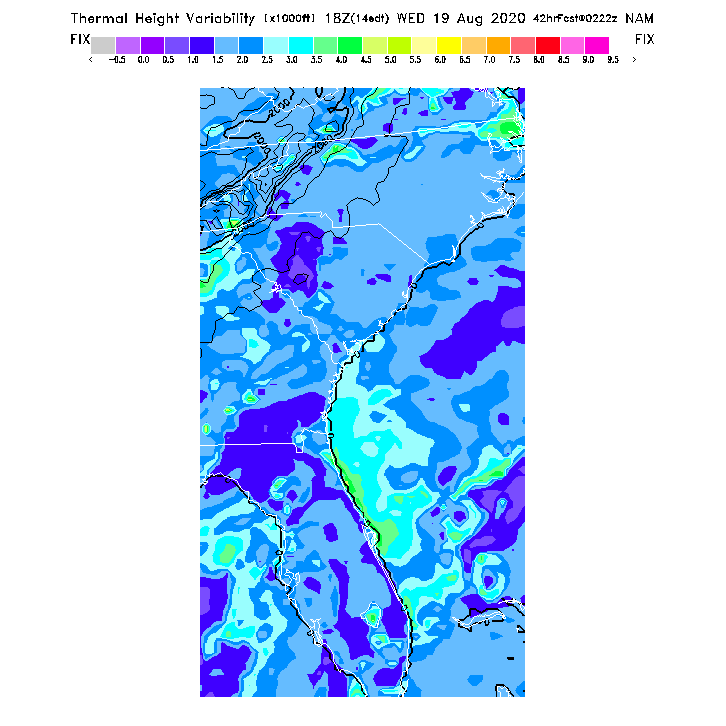 Thermal Height Variability [x1000ft] 18Z(14edt) WED 19 Aug 2020 42hrFcst@0222z NAM
FIX FIX
< -0.5 0.0 0.5 1.0 1.5 2.0 2.5 3.0 3.5 4.0 4.5 5.0 5.5 6.0 6.5 7.0 7.5 8.0 8.5 9.0 9.5 >
2000
2000